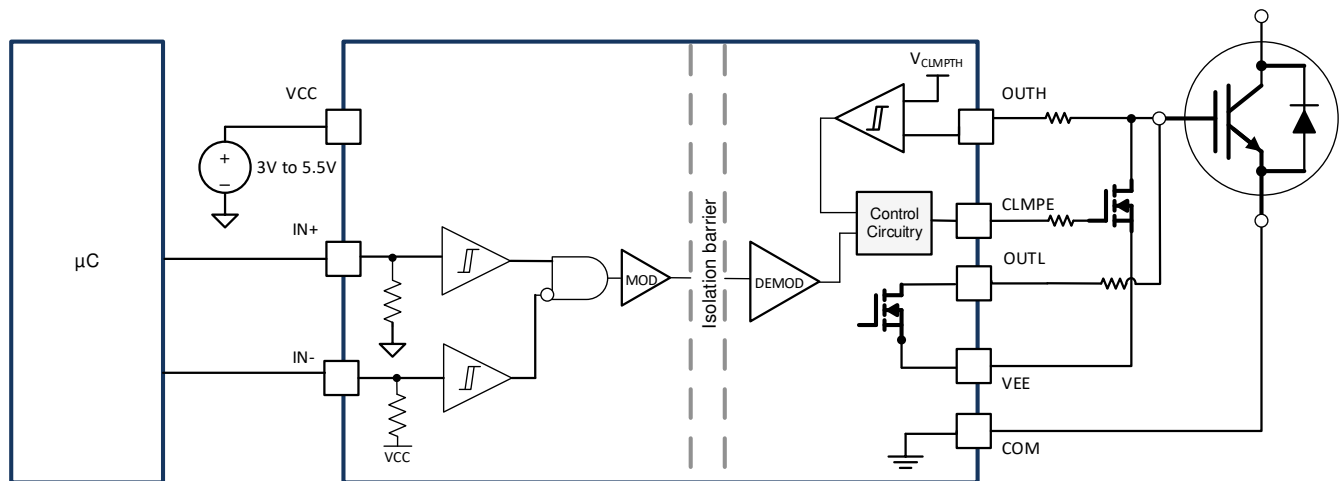 μC
VCC
+
−
3V to 5.5V
IN+
IN-
VCC
MOD
Isolation barrier
DEMOD
VCLMPTH
Control
Circuitry
OUTH
CLMPE
OUTL
VEE
COM